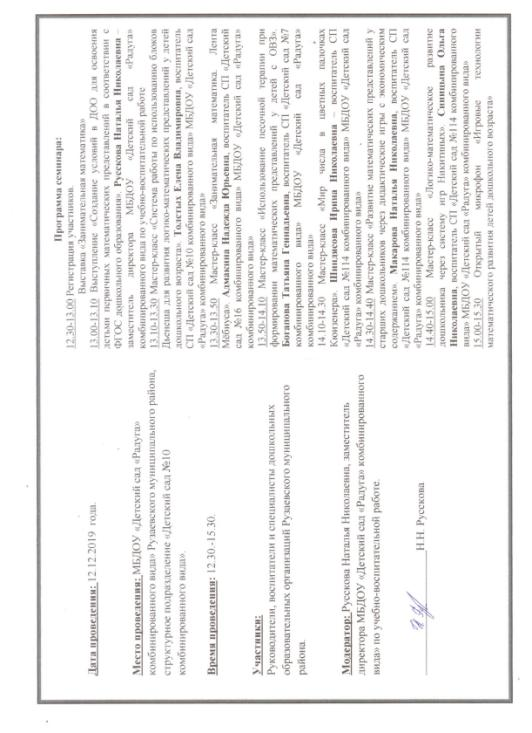 Дата проведения: 12.12.2019 года.
Место проведения: МБДОУ «Детский сад «Радуга»
комбинированного вида» Рузаевского муниципального района,
структурное подразделение «Детский сад №10
комбинированного вида».
Время проведения: 12.30.-15.30.
Участники:
Руководители, воспитатели и специалисты дошкольных
образовательных организаций Рузаевского муниципального
района.
Модератор: Русскова Наталья Николаевна, заместитель
директора МБДОУ «Детский сад «Радуга» комбинированного
вида» по учебно-воспитательной работе.
Н.Н. Русскова
Программа семинара:
12.30-13.00 Регистрация участников.
Выставка «Занимательная математика»
13.00-13.10 Выступление «Создание условий в ДОО для освоения
детьми первичных математических представлений в соответствии с
ФГОС дошкольного образования». Русскова Наталья Николаевна –
заместитель директора МБДОУ «Детский сад «Радуга»
комбинированного вида по учебно-воспитательной работе
13.10-13.30 Мастер-класс «Система работы по использованию блоков
Дьенеша для развития логико-математических представлений у детей
дошкольного возраста». Толстых Елена Владимировна, воспитатель
СП «Детский сад №10 комбинированного вида» МБДОУ «Детский сад
«Радуга» комбинированного вида»
13.30-13.50 Мастер-класс «Занимательная математика. Лента
Мёбиуса». Адмакина Надежда Юрьевна, воспитатель СП «Детский
сад №16 комбинированного вида» МБДОУ «Детский сад «Радуга»
комбинированного вида»
13.50-14.10 Мастер-класс «Использование песочной терапии при
формировании математических представлений у детей с ОВЗ».
Боганова Татьяна Геннадьевна, воспитатель СП «Детский сад №7
комбинированного вида» МБДОУ «Детский сад «Радуга»
комбинированного вида»
14.10-14.30 Мастер-класс «Мир числа в цветных палочках
Кюизенера». Шиндясова Ирина Николаевна – воспитатель СП
«Детский сад №114 комбинированного вида» МБДОУ «Детский сад
«Радуга» комбинированного вида»
14.30-14.40 Мастер-класс «Развитие математических представлений у
старших дошкольников через дидактические игры с экономическим
содержанием». Макарова Наталья Николаевна, воспитатель СП
«Детский сад №114 комбинированного вида» МБДОУ «Детский сад
«Радуга» комбинированного вида»
14.40-15.00 Мастер-класс «Логико-математическое развитие
дошкольника через систему игр Никитиных». Синицына Ольга
Николаевна, воспитатель СП «Детский сад №114 комбинированного
вида» МБДОУ «Детский сад «Радуга» комбинированного вида»
15.00-15.30 Открытый микрофон «Игровые технологии
математического развития детей дошкольного возраста»